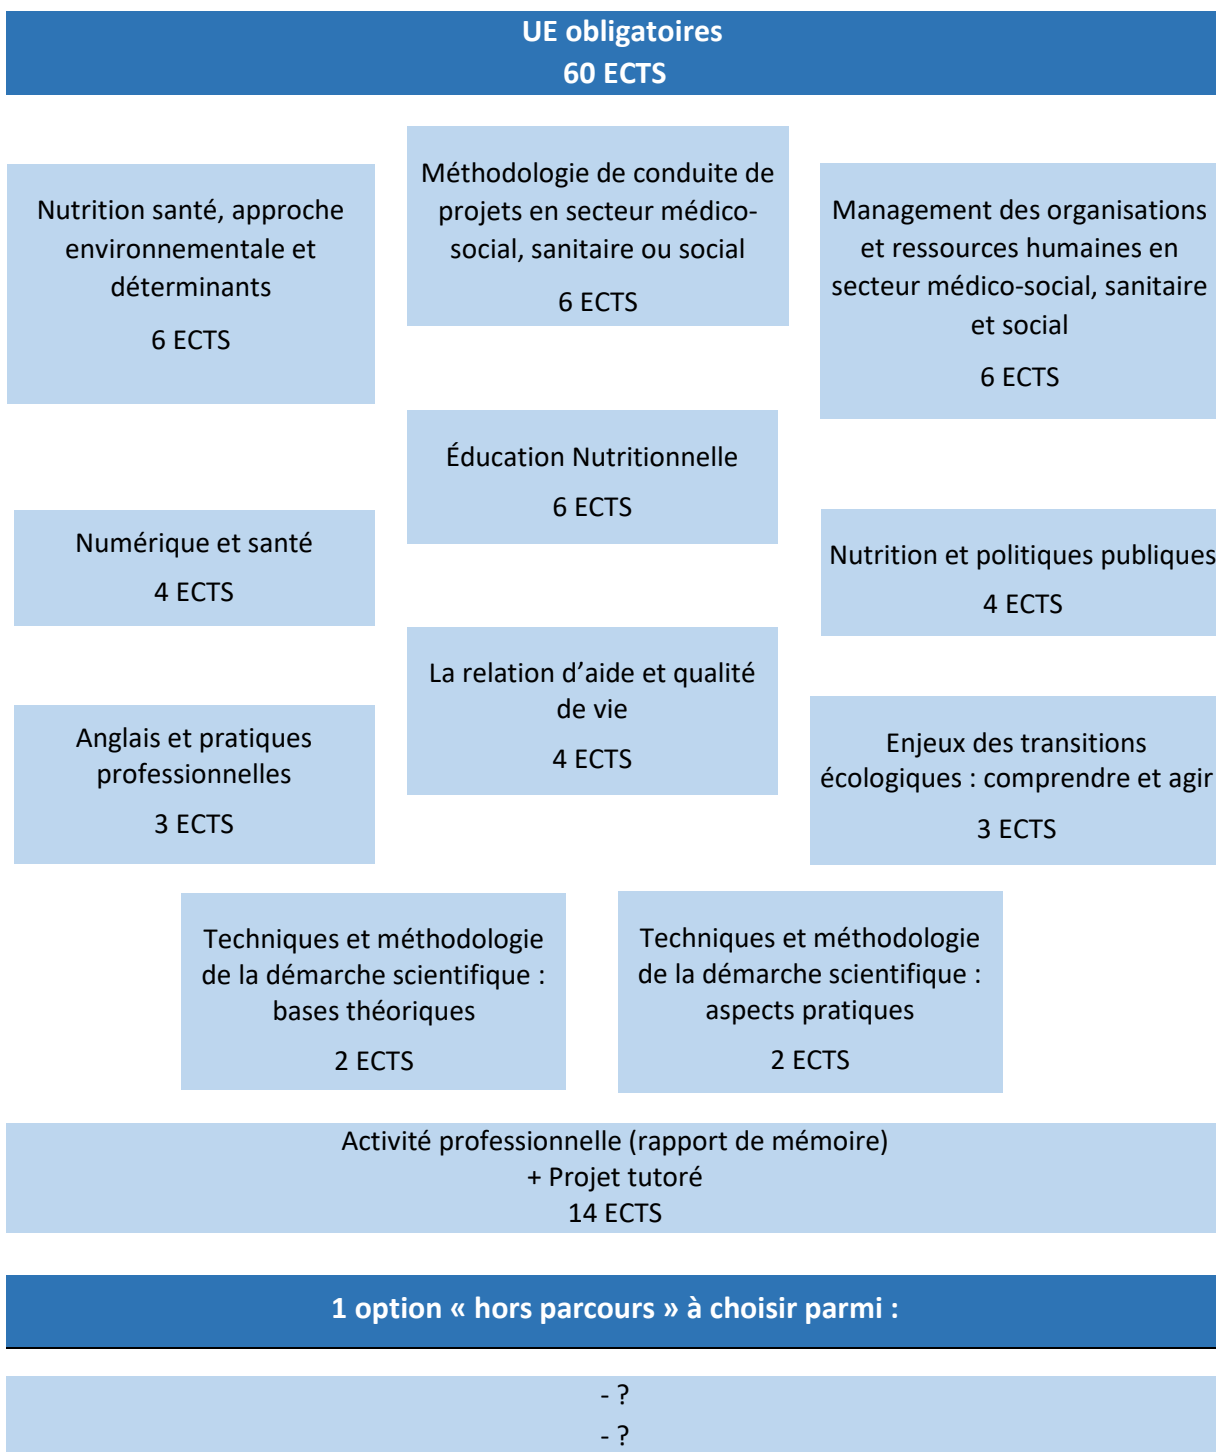 UE obligatoires
60 ECTS
Nutrition santé, approche
environnementale et
déterminants
6 ECTS
Méthodologie de conduite de
projets en secteur médico-
social, sanitaire ou social
6 ECTS
Management des organisations
et ressources humaines en
secteur médico-social, sanitaire
et social
6 ECTS
Éducation Nutritionnelle
6 ECTS
Numérique et santé
4 ECTS
Nutrition et politiques publiques
4 ECTS
La relation d’aide et qualité
de vie
4 ECTS
Anglais et pratiques
professionnelles
3 ECTS
Enjeux des transitions
écologiques : comprendre et agir
3 ECTS
Techniques et méthodologie
de la démarche scientifique :
bases théoriques
2 ECTS
Techniques et méthodologie
de la démarche scientifique :
aspects pratiques
2 ECTS
Activité professionnelle (rapport de mémoire)
+ Projet tutoré
14 ECTS
1 option « hors parcours » à choisir parmi :
- ?
- ?